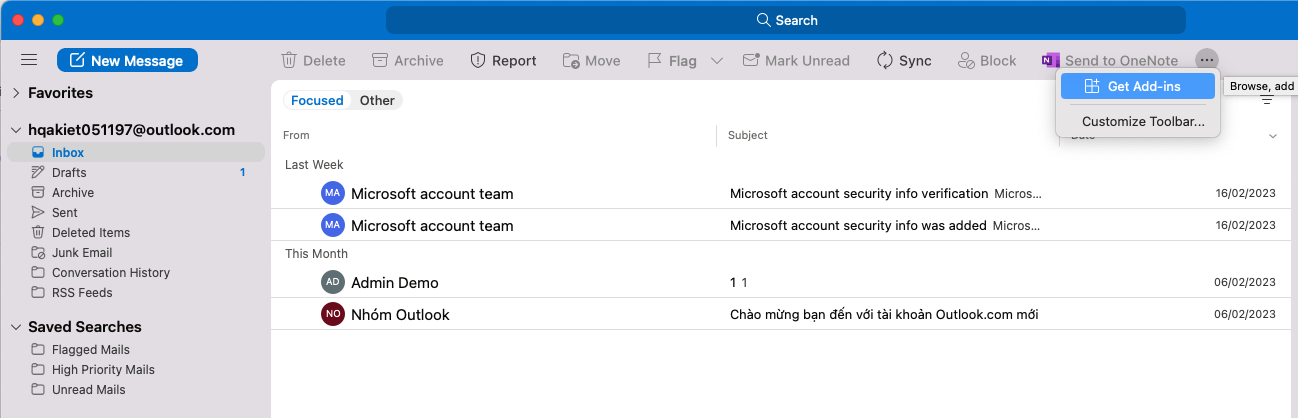 Search
New Message
Delete
Archive
Report
Move
Flag
Mark Unread
Sync
Block
Send to OneNote
Get Add-ins
Browse, add
Customize Toolbar...
Favorites
hqakiet051197@outlook.com
Inbox
Drafts 1
Archive
Sent
Deleted Items
Junk Email
Conversation History
RSS Feeds
Saved Searches
Flagged Mails
High Priority Mails
Unread Mails
Focused Other
From Subject Date
Last Week
MA Microsoft account team Microsoft account security info verification Micros... 16/02/2023
MA Microsoft account team Microsoft account security info was added Micros... 16/02/2023
This Month
AD Admin Demo 1 1 06/02/2023
NO Nhóm Outlook Chào mừng bạn đến với tài khoản Outlook.com mới 06/02/2023